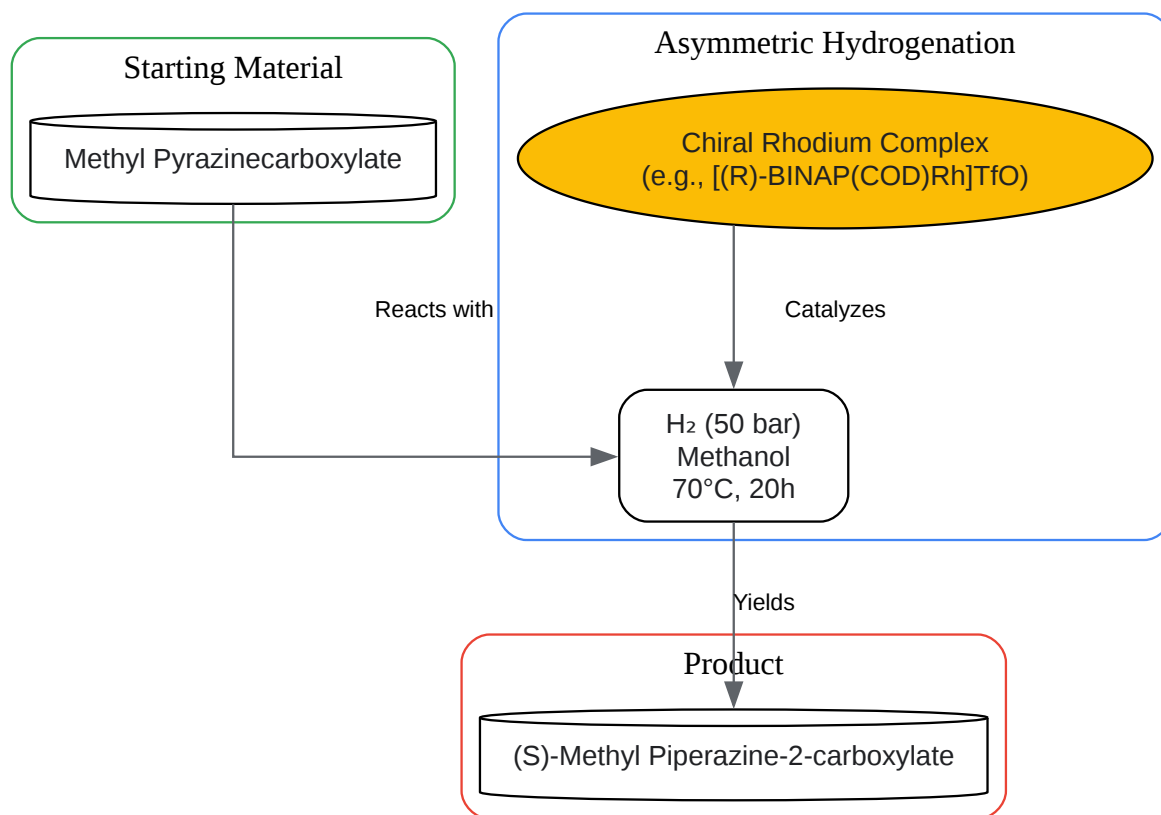 Starting Material
Methyl Pyrazinecarboxylate
Asymmetric Hydrogenation
Chiral Rhodium Complex
(e.g., [(R)-BINAP(COD)Rh]TfO)
Reacts with
Catalyzes
H₂ (50 bar)
Methanol
70°C, 20h
Yields
Product
(S)-Methyl Piperazine-2-carboxylate